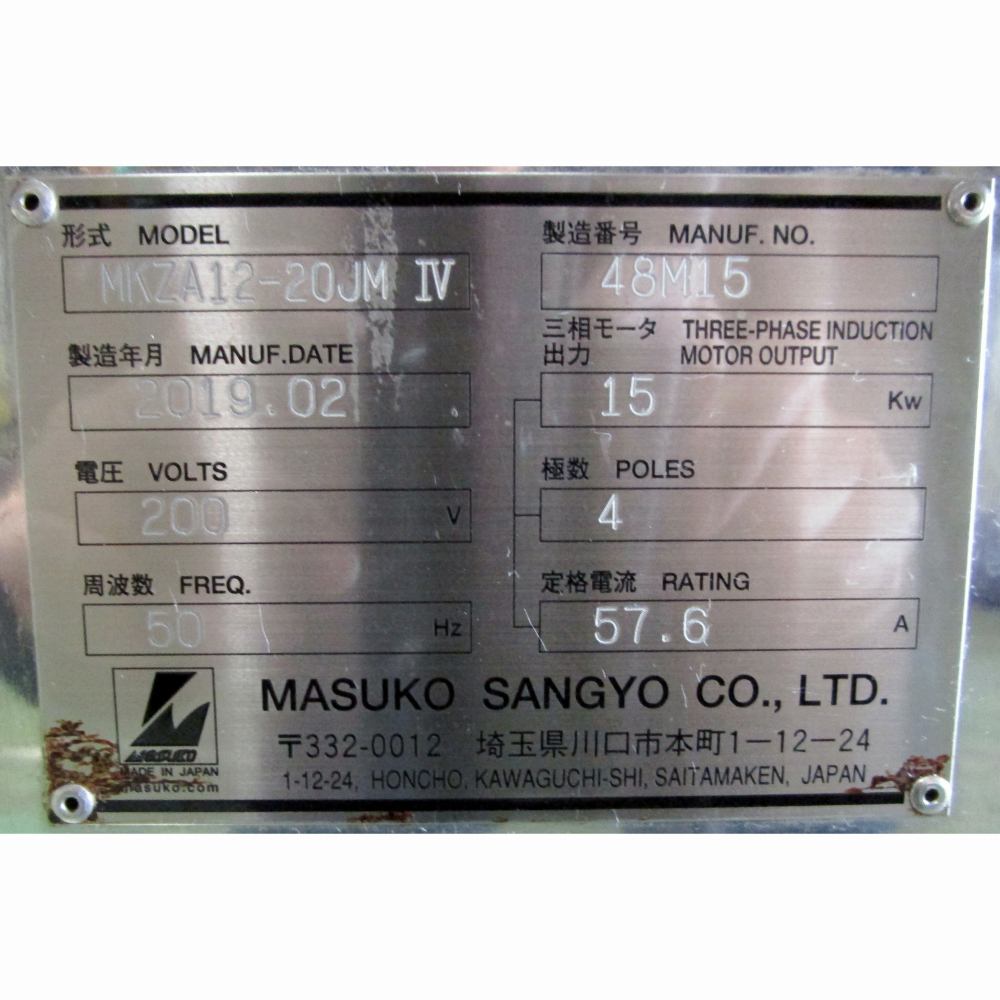 形式 MODEL
MKZA12-20JM Ⅳ
製造番号 MANUF. NO.
48M15
製造年月 MANUF.DATE
2019.02
三相モータ THREE-PHASE INDUCTION
出力 MOTOR OUTPUT
15 Kw
電圧 VOLTS
200 V
極数 POLES
4
周波数 FREQ.
50 Hz
定格電流 RATING
57.6 A
MASUKO
MADE IN JAPAN
masuko.com
MASUKO SANGYO CO., LTD.
〒332-0012 埼玉県川口市本町1-12-24
1-12-24, HONCHO, KAWAGUCHI-SHI, SAITAMAKEN, JAPAN